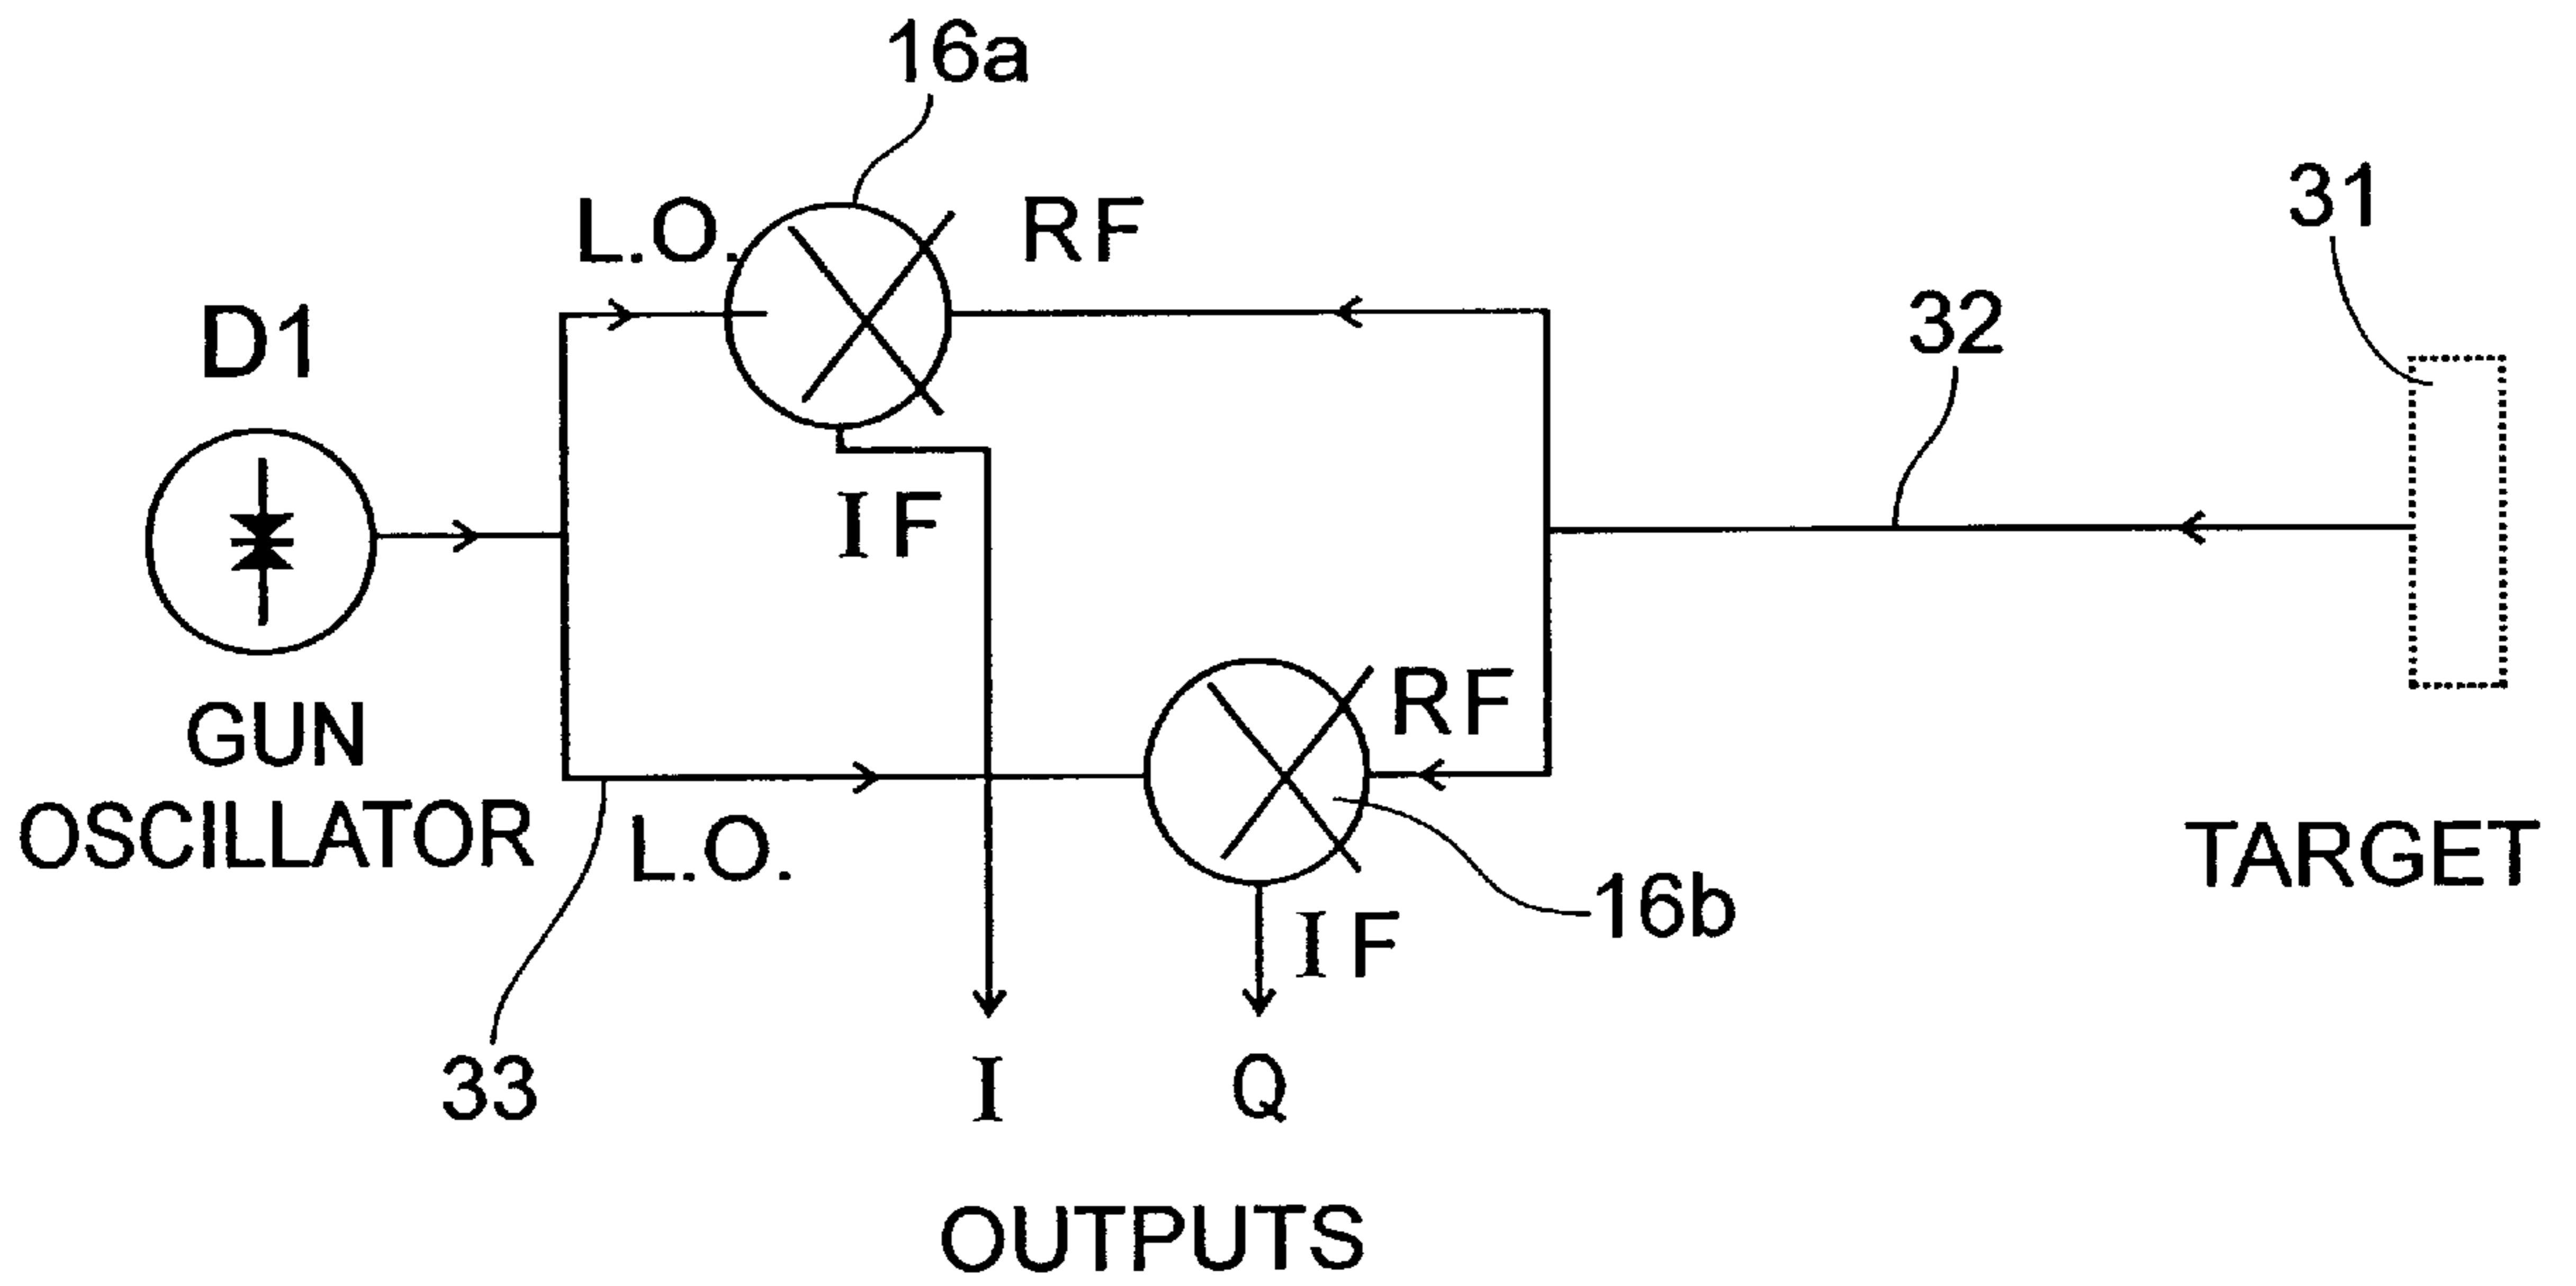 16a
L.O.
RF
31
D1
32
IF
GUN
OSCILLATOR
RF
L.O.
TARGET
16b
IF
33
I
Q
OUTPUTS